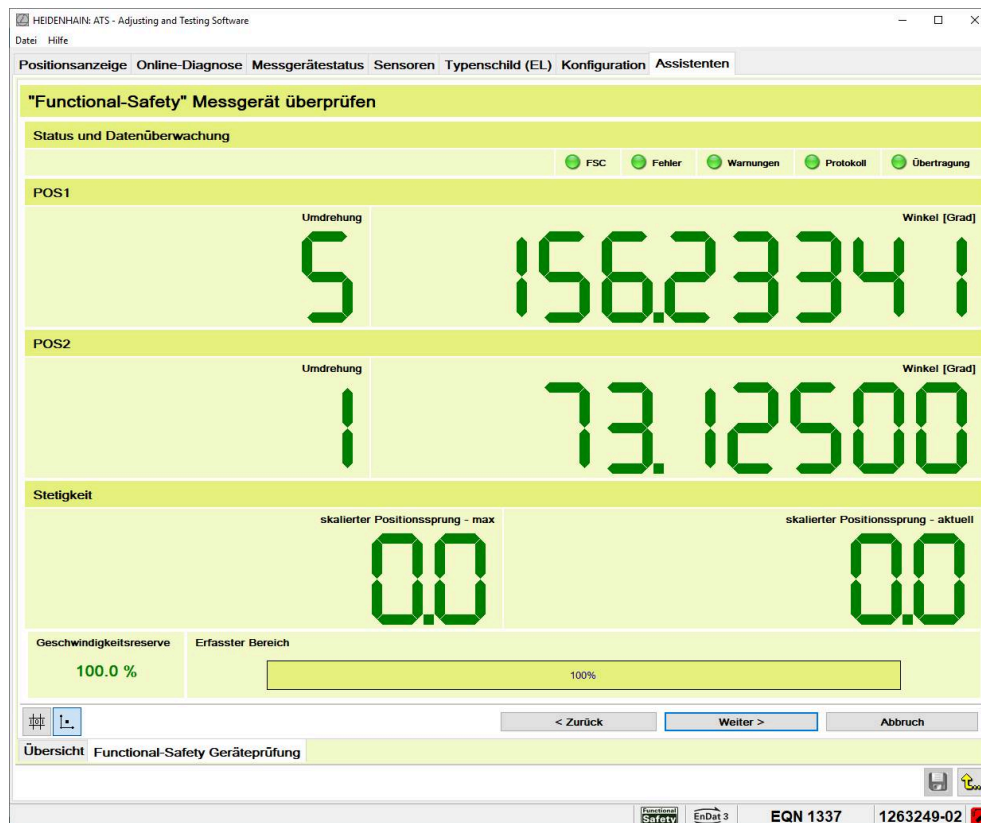 HEIDENHAIN: ATS - Adjusting and Testing Software
Datei Hilfe
Positionsanzeige Online-Diagnose Messgerätestatus Sensoren Typenschild (EL) Konfiguration Assistenten
"Functional-Safety" Messgerät überprüfen
Status und Datenüberwachung
FSC Fehler Warnungen Protokoll Übertragung
POS1
Umdrehung Winkel [Grad]
5 156.23341
POS2
Umdrehung Winkel [Grad]
1 73.12500
Stetigkeit
skalierter Positionssprung - max skalierter Positionssprung - aktuell
0.0 0.0
Geschwindigkeitsreserve Erfasster Bereich
100.0 % 100%
< Zurück Weiter > Abbruch
Übersicht Functional-Safety Geräteprüfung
Functional Safety EnDat 3 EQN 1337 1263249-02